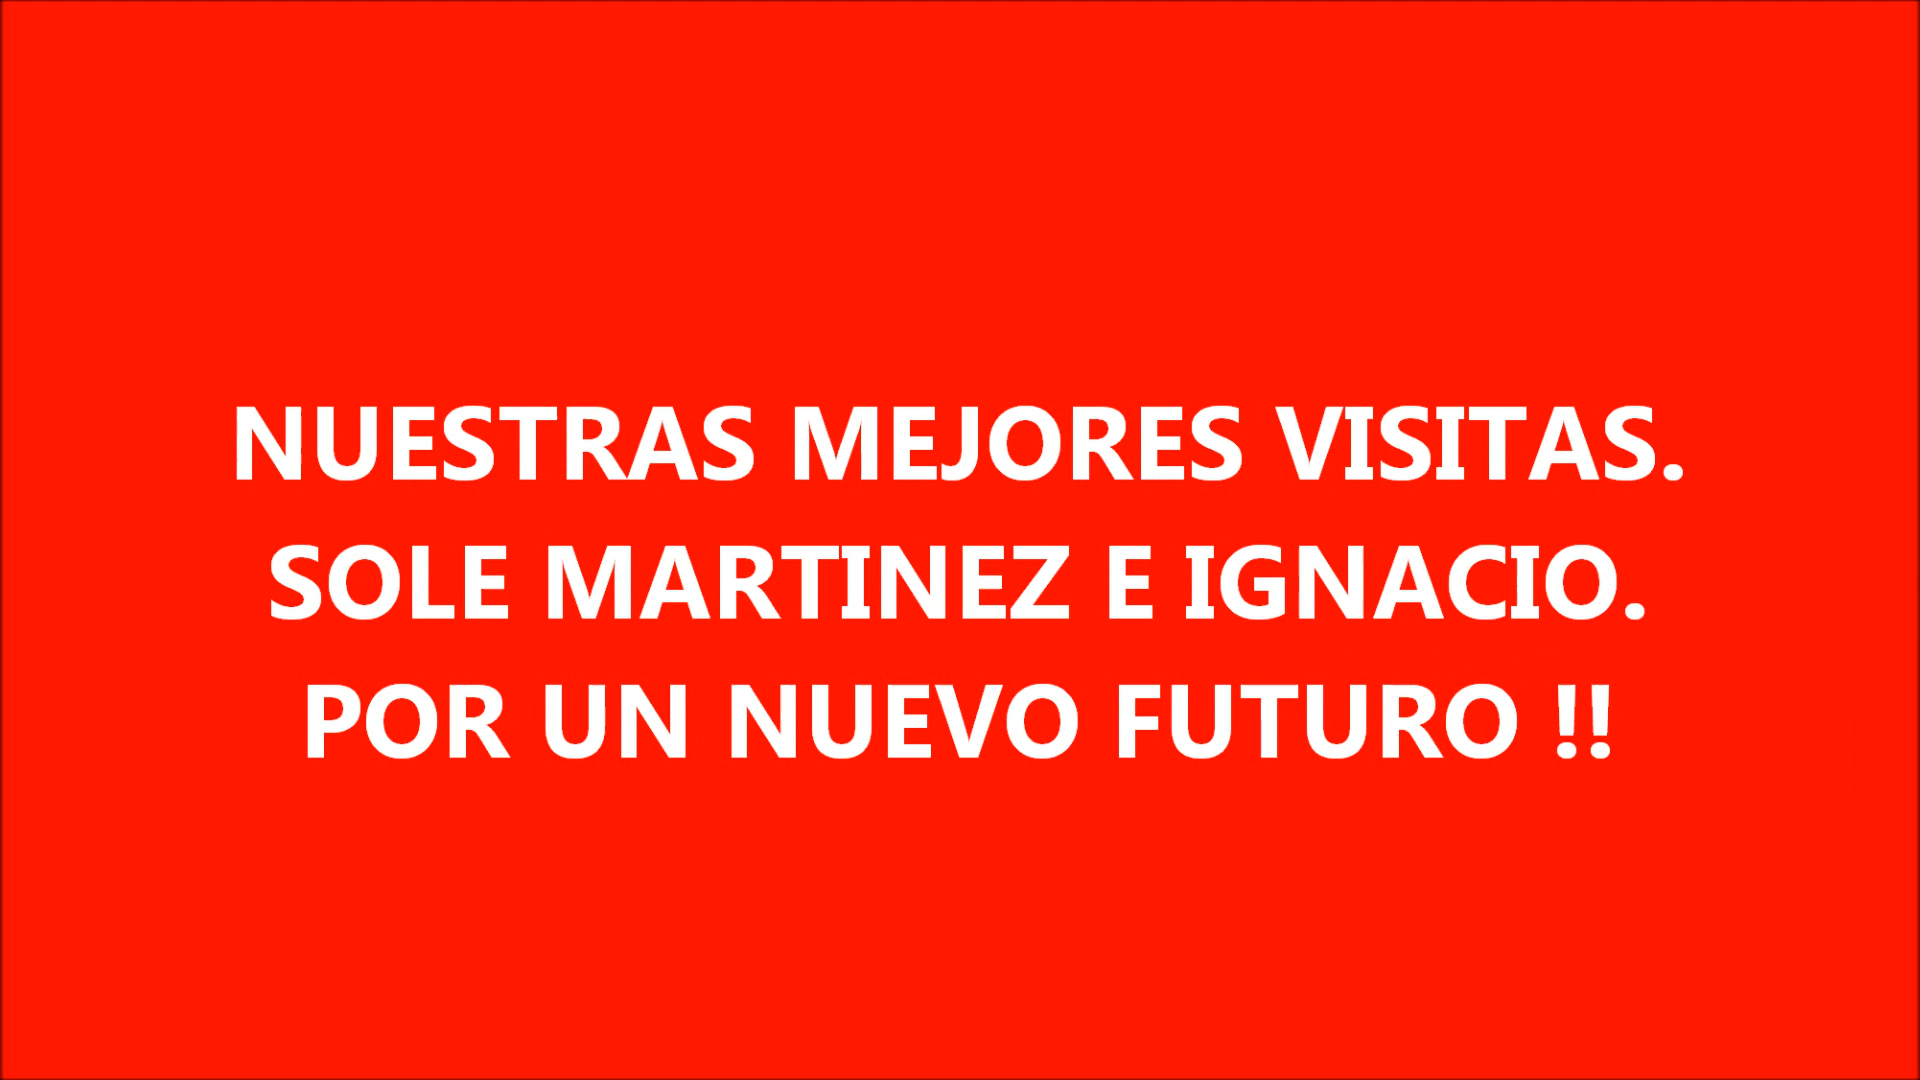 NUESTRAS MEJORES VISITAS.
SOLE MARTINEZ E IGNACIO.
POR UN NUEVO FUTURO !!